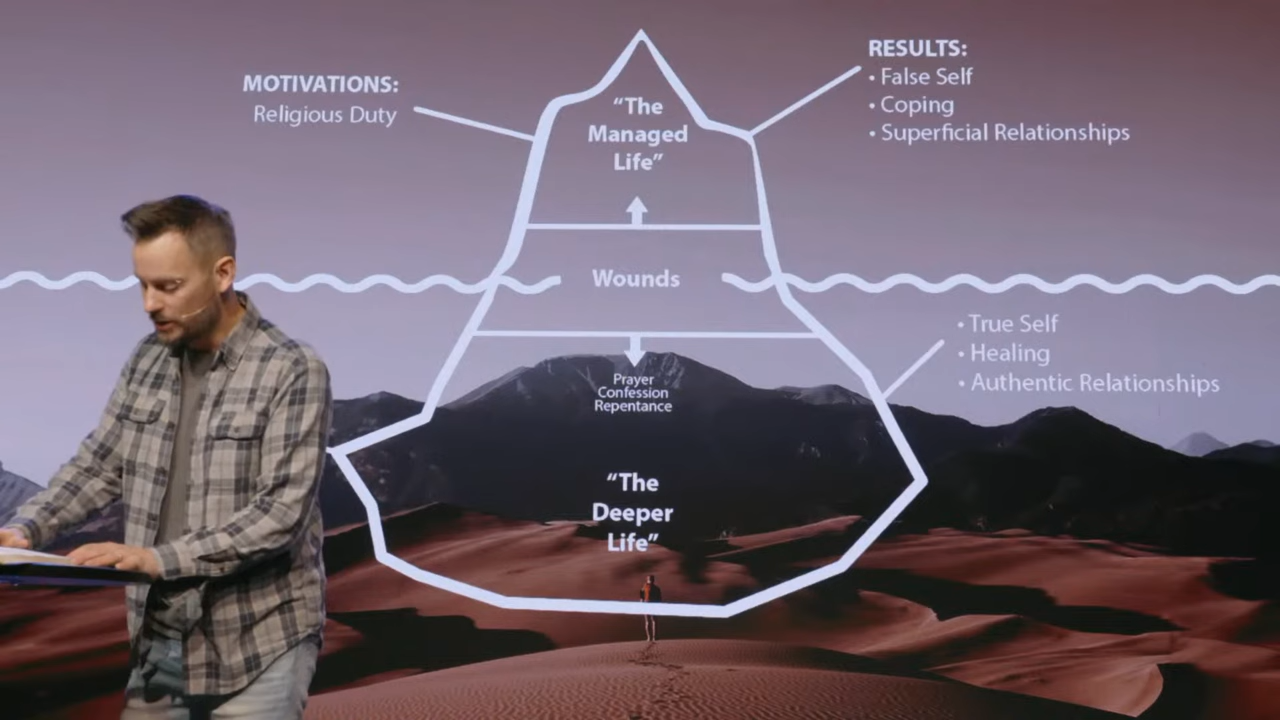 MOTIVATIONS:
Religious Duty
“The
Managed
Life”
RESULTS:
• False Self
• Coping
• Superficial Relationships
Wounds
• True Self
• Healing
• Authentic Relationships
Prayer
Confession
Repentance
“The
Deeper
Life”